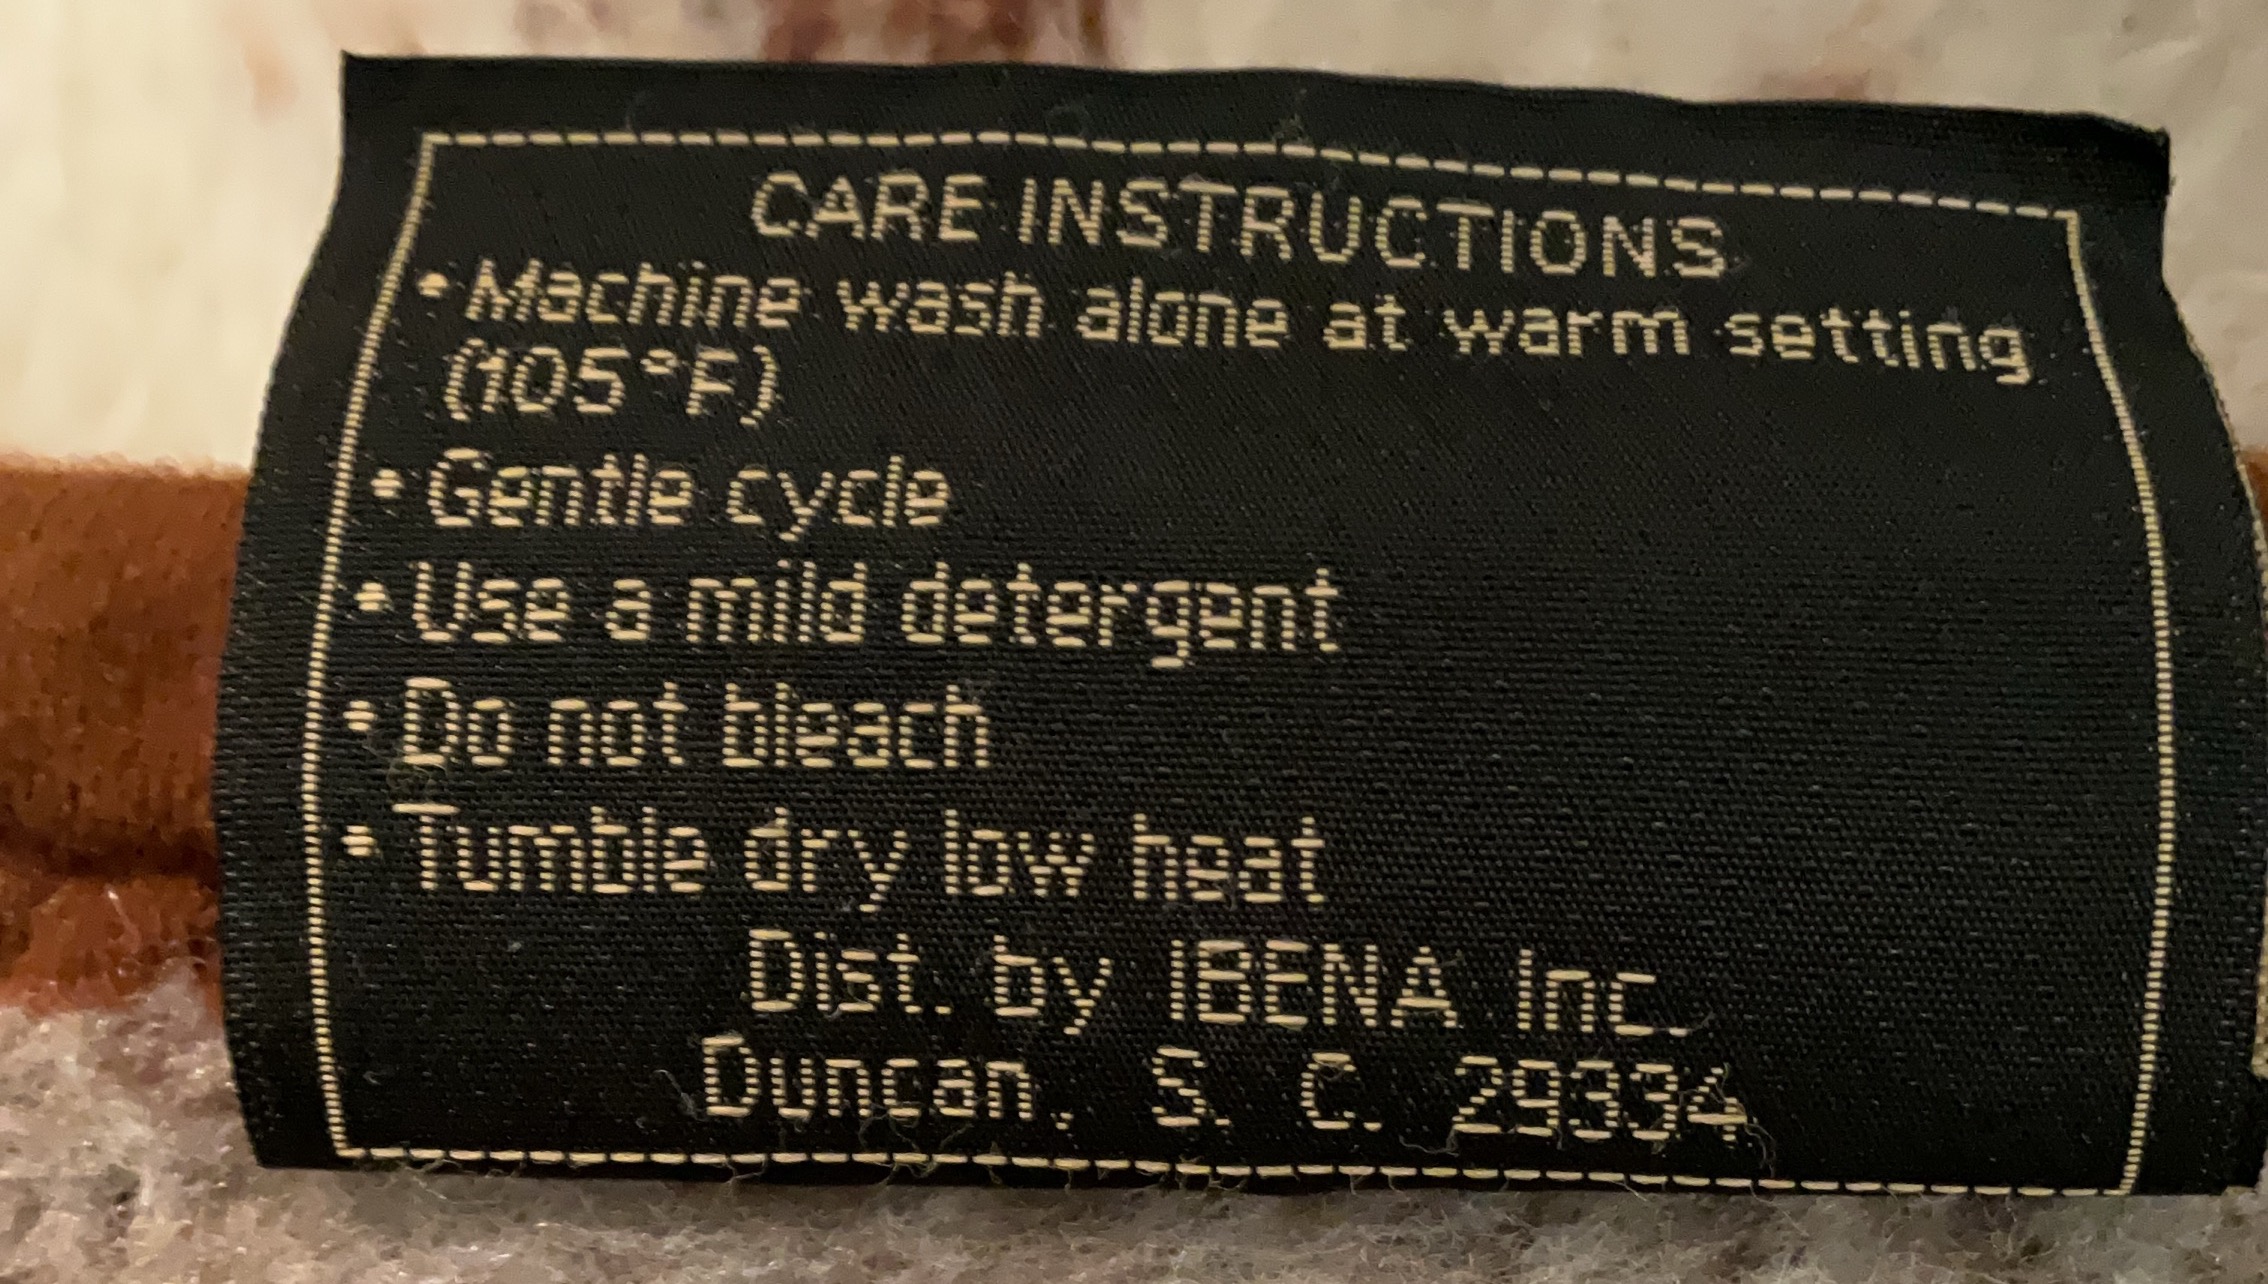 CARE INSTRUCTIONS
• Machine wash alone at warm setting
(105°F)
• Gentle cycle
• Use a mild detergent
• Do not bleach
• Tumble dry low heat
Dist. by IBENA Inc.
Duncan, S. C. 29334